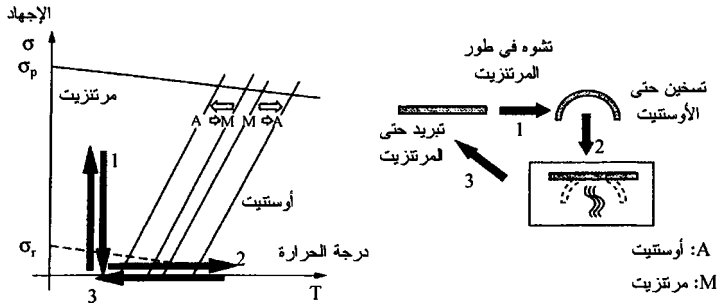 الإجهاد
σ
σp
مرتنزيت
A ⇨ M M ⇨ A
1
أوستنيت
σr
2
درجة الحرارة
3
T
تشوه في طور
المرتنزيت
1
تسخين حتى
الأوستنيت
2
تبريد حتى
المرتنزيت
3
A: أوستنيت
M: مرتنزيت